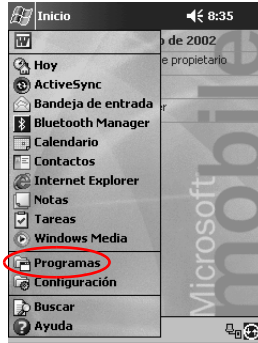 Inicio 8:35
o de 2002
Hoy
e propietario
ActiveSync
Bandeja de entrada
r
Bluetooth Manager
Calendario
Contactos
Internet Explorer
Notas
Tareas
Windows Media
Programas
Configuración
Buscar
Ayuda
Microsoft
mobile